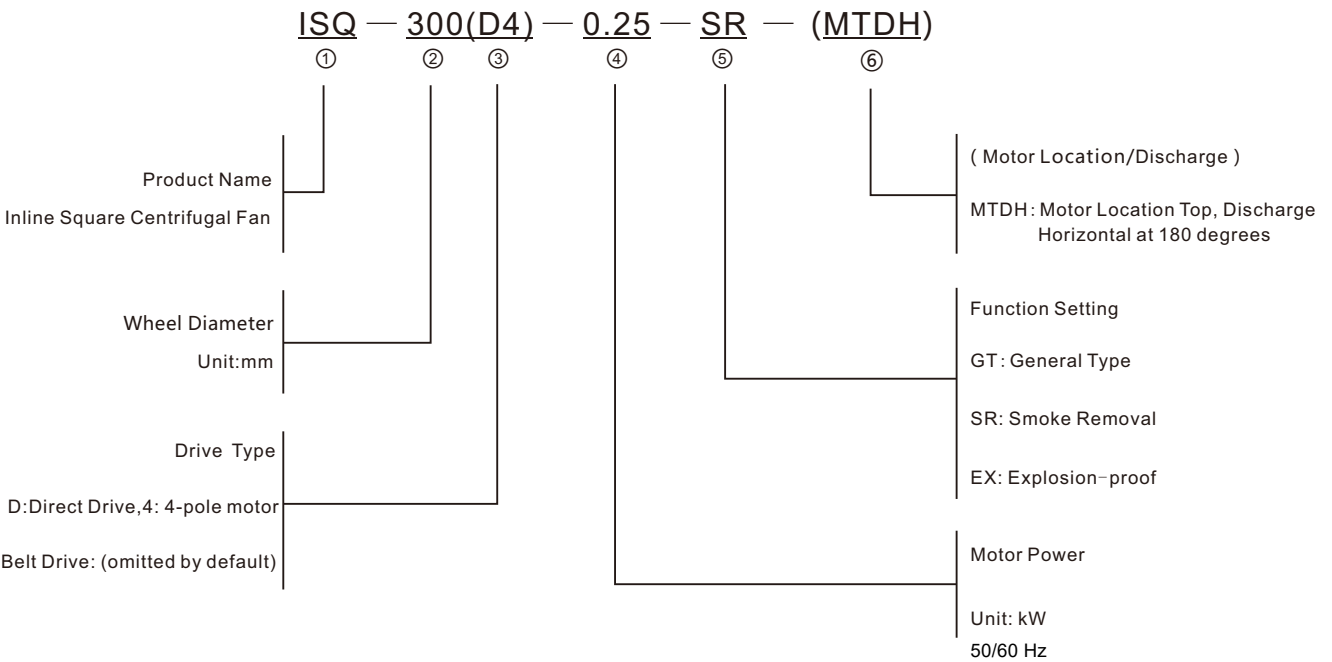 ISQ — 300(D4) — 0.25 — SR — (MTDH)
① ② ③ ④ ⑤ ⑥
Product Name
Inline Square Centrifugal Fan
Wheel Diameter
Unit:mm
Drive Type
D:Direct Drive,4: 4-pole motor
Belt Drive: (omitted by default)
( Motor Location/Discharge )
MTDH: Motor Location Top, Discharge
Horizontal at 180 degrees
Function Setting
GT: General Type
SR: Smoke Removal
EX: Explosion-proof
Motor Power
Unit: kW
50/60 Hz